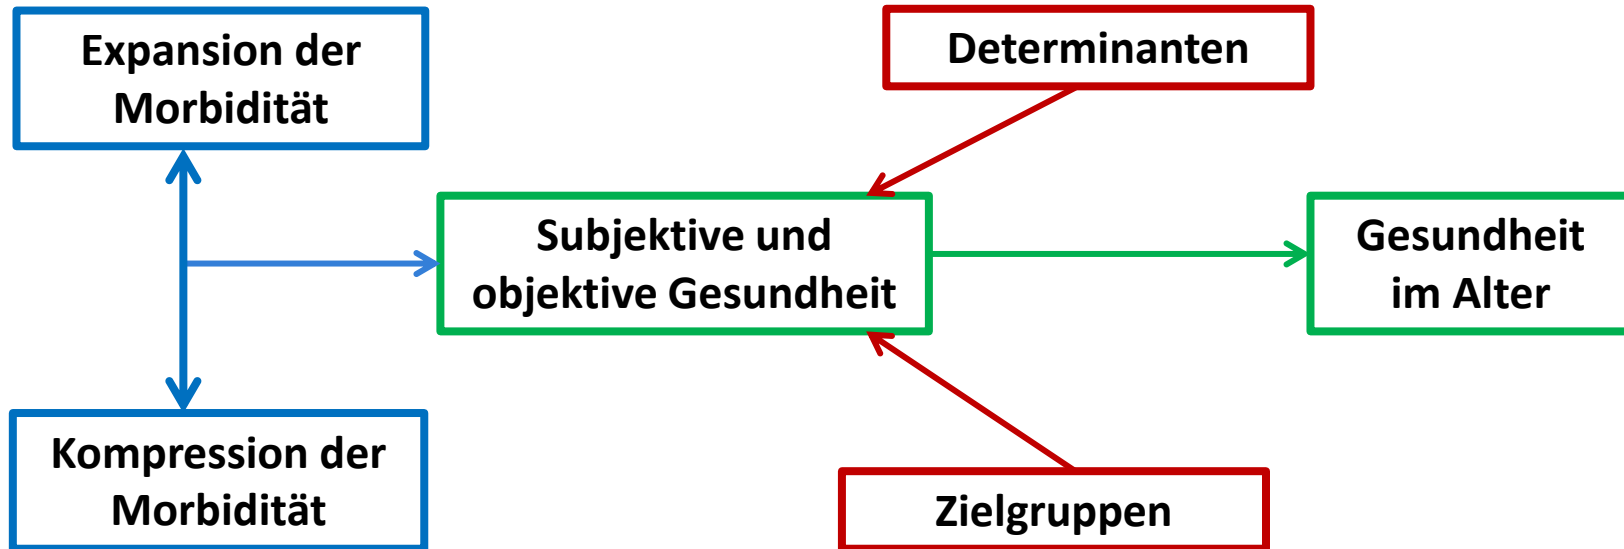 Expansion der
Morbidität
Determinanten
Subjektive und
objektive Gesundheit
Gesundheit
im Alter
Kompression der
Morbidität
Zielgruppen